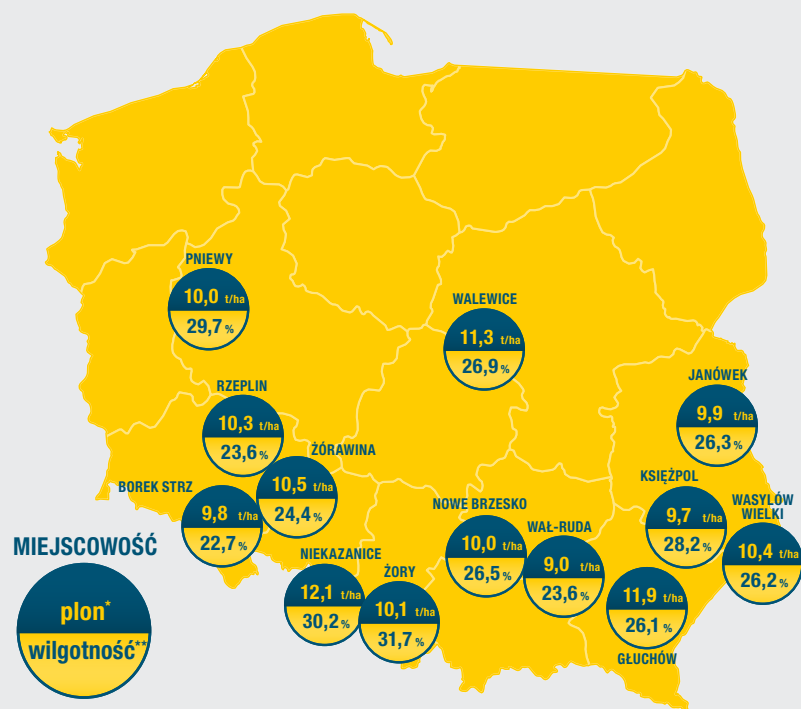 PNIEWY
10,0 t/ha
29,7 %
WALEWICE
11,3 t/ha
26,9 %
JANÓWEK
9,9 t/ha
26,3 %
RZEPLIN
10,3 t/ha
23,6 %
ŻÓRAWINA
10,5 t/ha
24,4 %
BOREK STRZ
9,8 t/ha
22,7 %
KSIĘŻPOL
9,7 t/ha
28,2 %
WASYLÓW
WIELKI
10,4 t/ha
26,2 %
NOWE BRZESKO
10,0 t/ha
26,5 %
WAŁ-RUDA
9,0 t/ha
23,6 %
NIEKAZANICE
12,1 t/ha
30,2 %
ŻORY
10,1 t/ha
31,7 %
11,9 t/ha
26,1 %
GŁUCHÓW
MIEJSCOWOŚĆ
plon*
wilgotność**